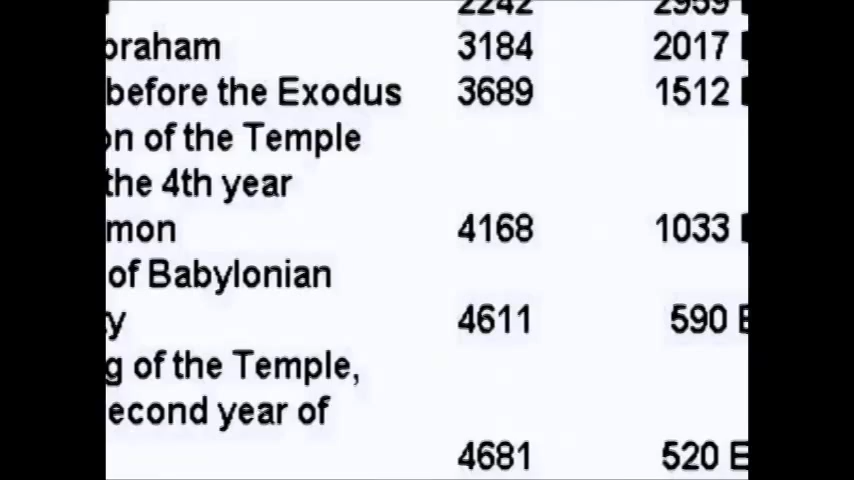 2242 2959
braham 3184 2017
before the Exodus 3689 1512
on of the Temple
the 4th year
mon 4168 1033
of Babylonian
y 4611 590
g of the Temple,
econd year of
4681 520